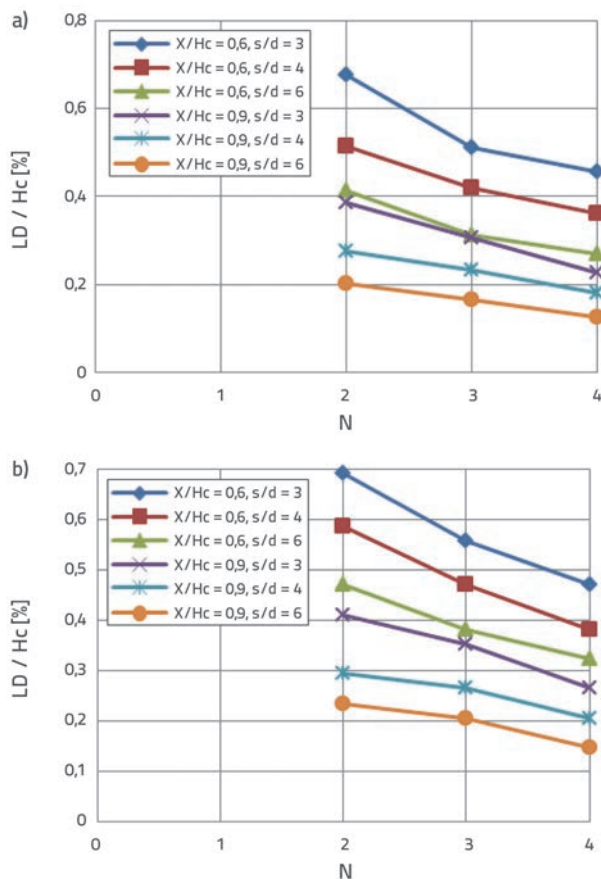 a)
0,8
0,6
0,4
0,2
0
LD / Hc [%]
X/Hc = 0,6, s/d = 3
X/Hc = 0,6, s/d = 4
X/Hc = 0,6, s/d = 6
X/Hc = 0,9, s/d = 3
X/Hc = 0,9, s/d = 4
X/Hc = 0,9, s/d = 6
0 1 2 3 4
N
b)
0,7
0,6
0,5
0,4
0,3
0,2
0,1
0
LD / Hc [%]
X/Hc = 0,6, s/d = 3
X/Hc = 0,6, s/d = 4
X/Hc = 0,6, s/d = 6
X/Hc = 0,9, s/d = 3
X/Hc = 0,9, s/d = 4
X/Hc = 0,9, s/d = 6
0 1 2 3 4
N